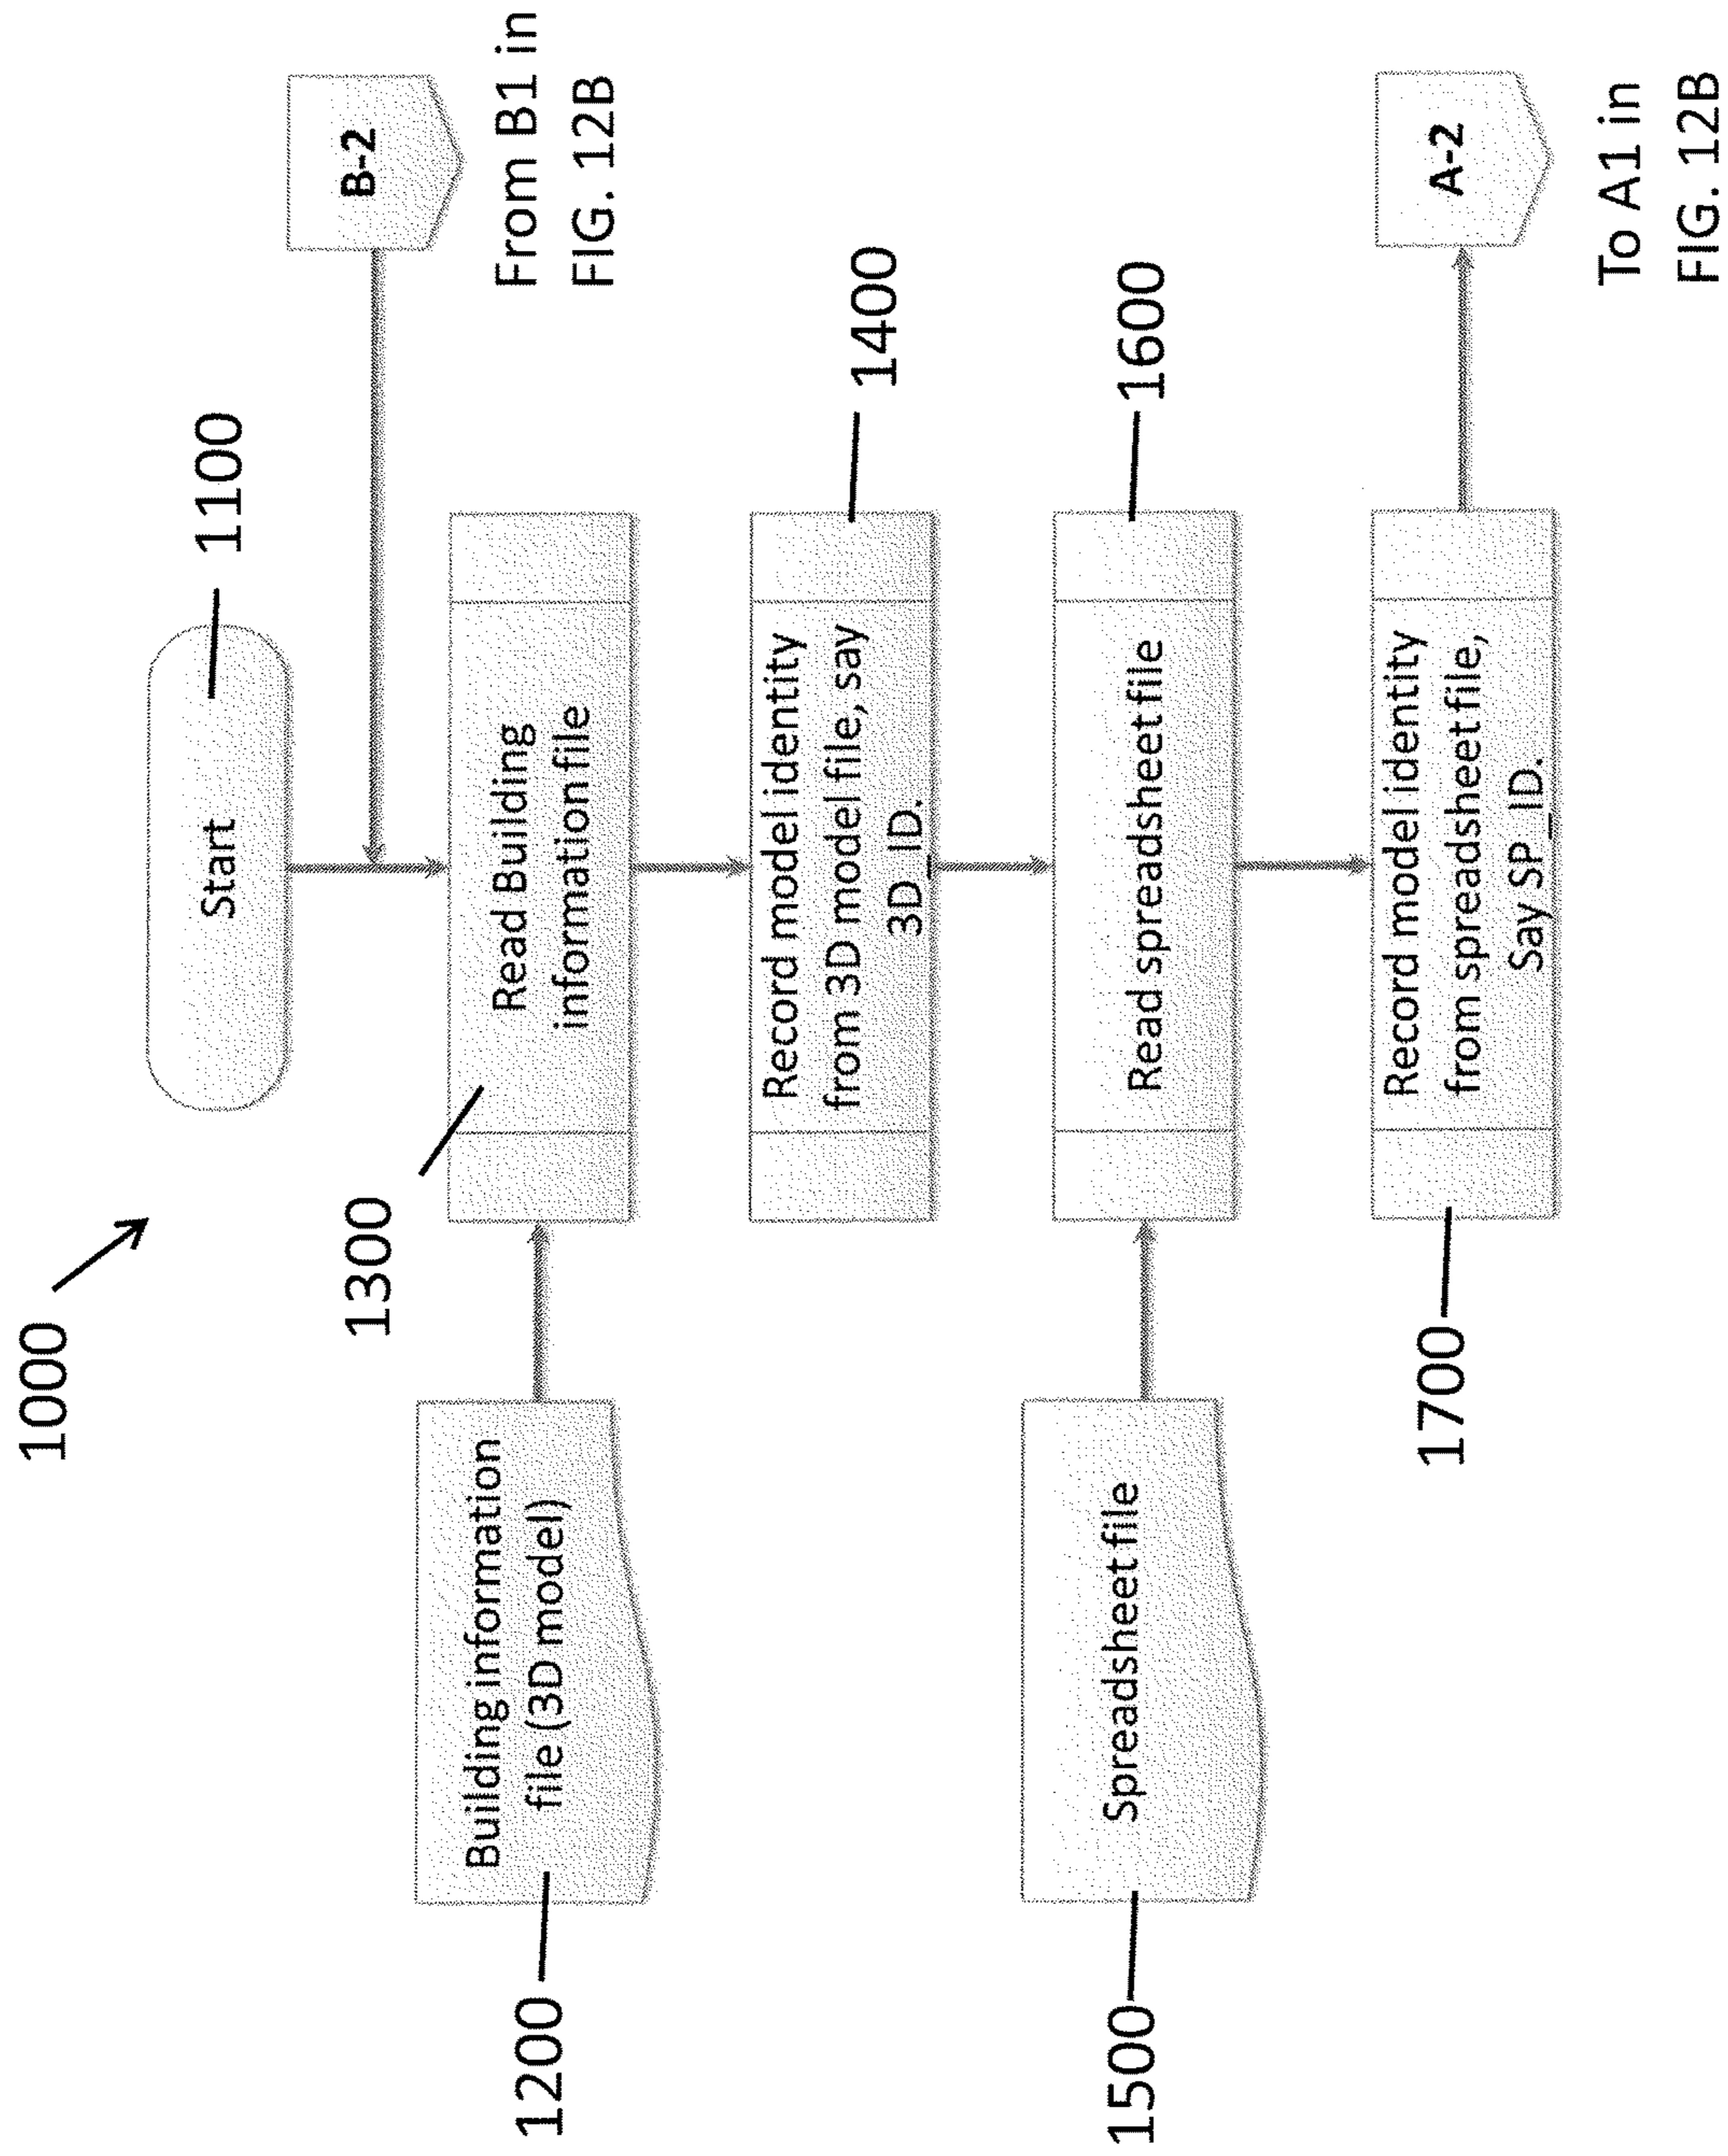 1000
1100
Start
B-2
From B1 in
FIG. 12B
1200
Building information
file (3D model)
1300
Read Building
information file
1400
Record model identity
from 3D model file, say
3D_ID.
1500
Spreadsheet file
1600
Read spreadsheet file
1700
Record model identity
from spreadsheet file,
Say SP_ID.
A-2
To A1 in
FIG. 12B